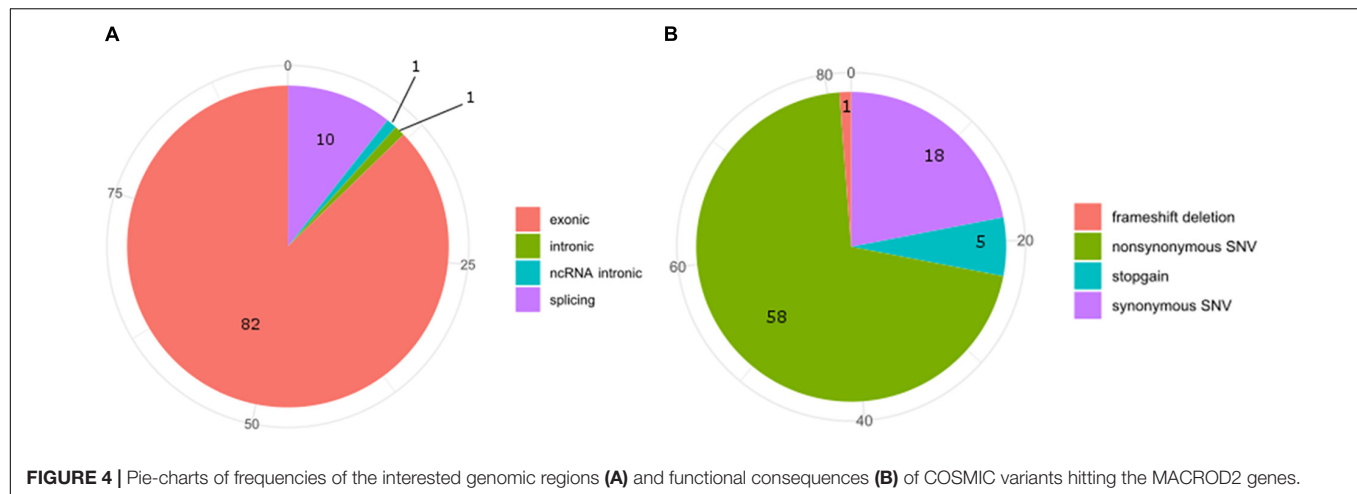 A
B
0
1
1
10
75
25
82
50
exonic
intronic
ncRNA intronic
splicing
80
0
1
18
5
20
60
58
40
frameshift deletion
nonsynonymous SNV
stopgain
synonymous SNV
FIGURE 4 | Pie-charts of frequencies of the interested genomic regions (A) and functional consequences (B) of COSMIC variants hitting the MACROD2 genes.